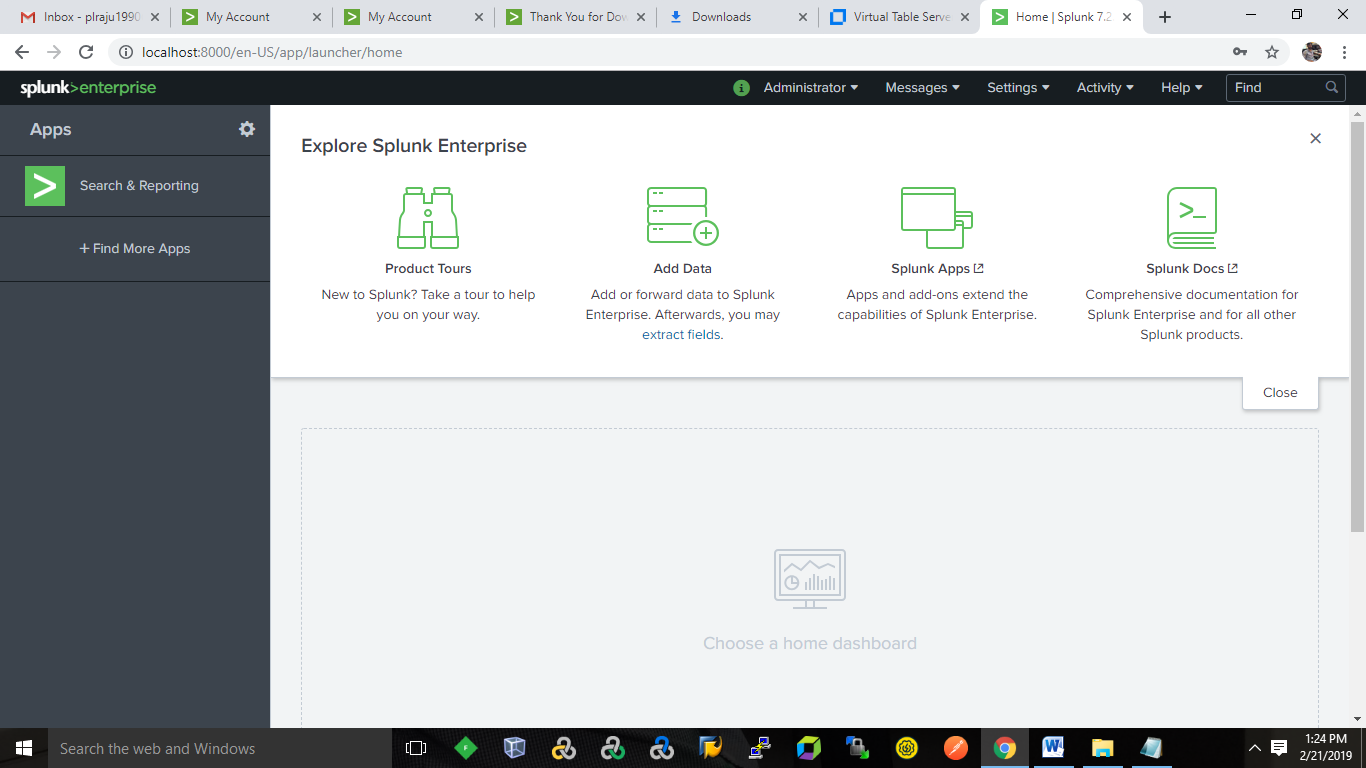 Inbox - plraju1990
My Account
My Account
Thank You for Dow
Downloads
Virtual Table Serve
Home | Splunk 7.2
localhost:8000/en-US/app/launcher/home
splunk>enterprise
i
Administrator
Messages
Settings
Activity
Help
Find
Apps
Search & Reporting
+ Find More Apps
Explore Splunk Enterprise
Product Tours
New to Splunk? Take a tour to help
you on your way.
Add Data
Add or forward data to Splunk
Enterprise. Afterwards, you may
extract fields.
Splunk Apps
Apps and add-ons extend the
capabilities of Splunk Enterprise.
Splunk Docs
Comprehensive documentation for
Splunk Enterprise and for all other
Splunk products.
Close
Choose a home dashboard
Search the web and Windows
1:24 PM
2/21/2019